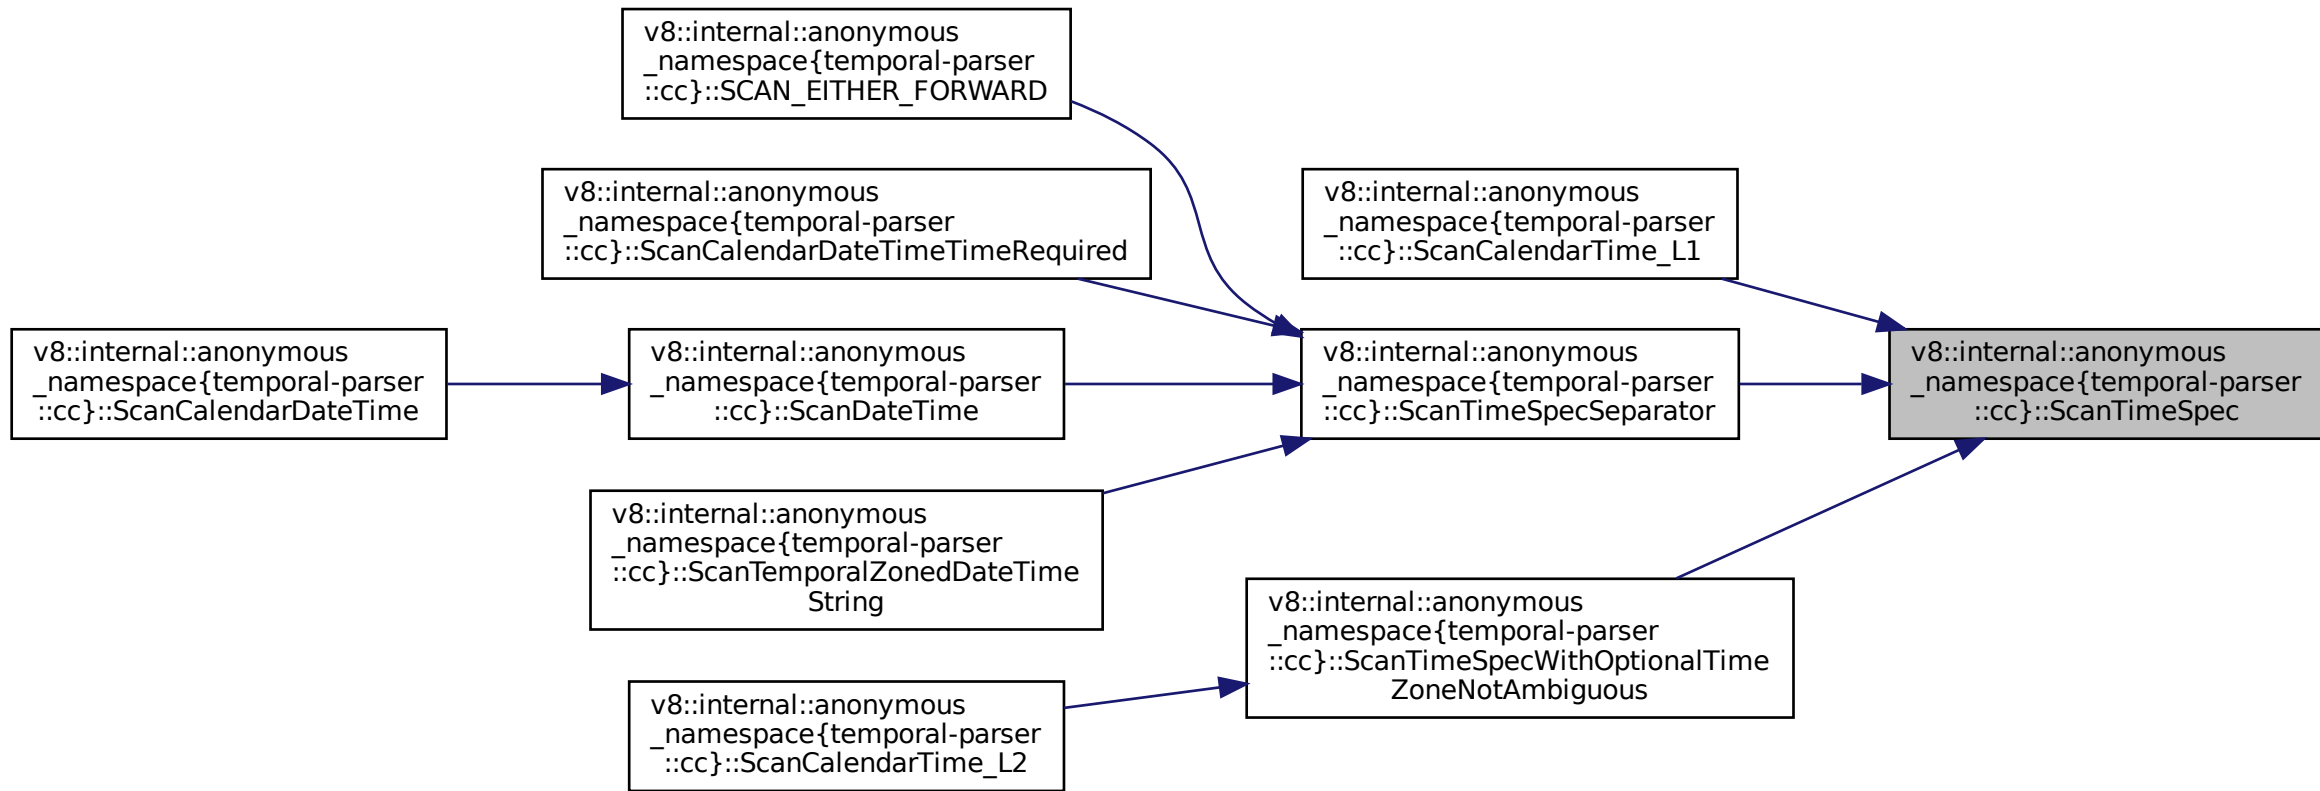 v8::internal::anonymous
_namespace{temporal-parser
::cc}::SCAN_EITHER_FORWARD
v8::internal::anonymous
_namespace{temporal-parser
::cc}::ScanCalendarDateTimeTimeRequired
v8::internal::anonymous
_namespace{temporal-parser
::cc}::ScanCalendarTime_L1
v8::internal::anonymous
_namespace{temporal-parser
::cc}::ScanCalendarDateTime
v8::internal::anonymous
_namespace{temporal-parser
::cc}::ScanDateTime
v8::internal::anonymous
_namespace{temporal-parser
::cc}::ScanTimeSpecSeparator
v8::internal::anonymous
_namespace{temporal-parser
::cc}::ScanTimeSpec
v8::internal::anonymous
_namespace{temporal-parser
::cc}::ScanTemporalZonedDateTime
String
v8::internal::anonymous
_namespace{temporal-parser
::cc}::ScanTimeSpecWithOptionalTime
ZoneNotAmbiguous
v8::internal::anonymous
_namespace{temporal-parser
::cc}::ScanCalendarTime_L2